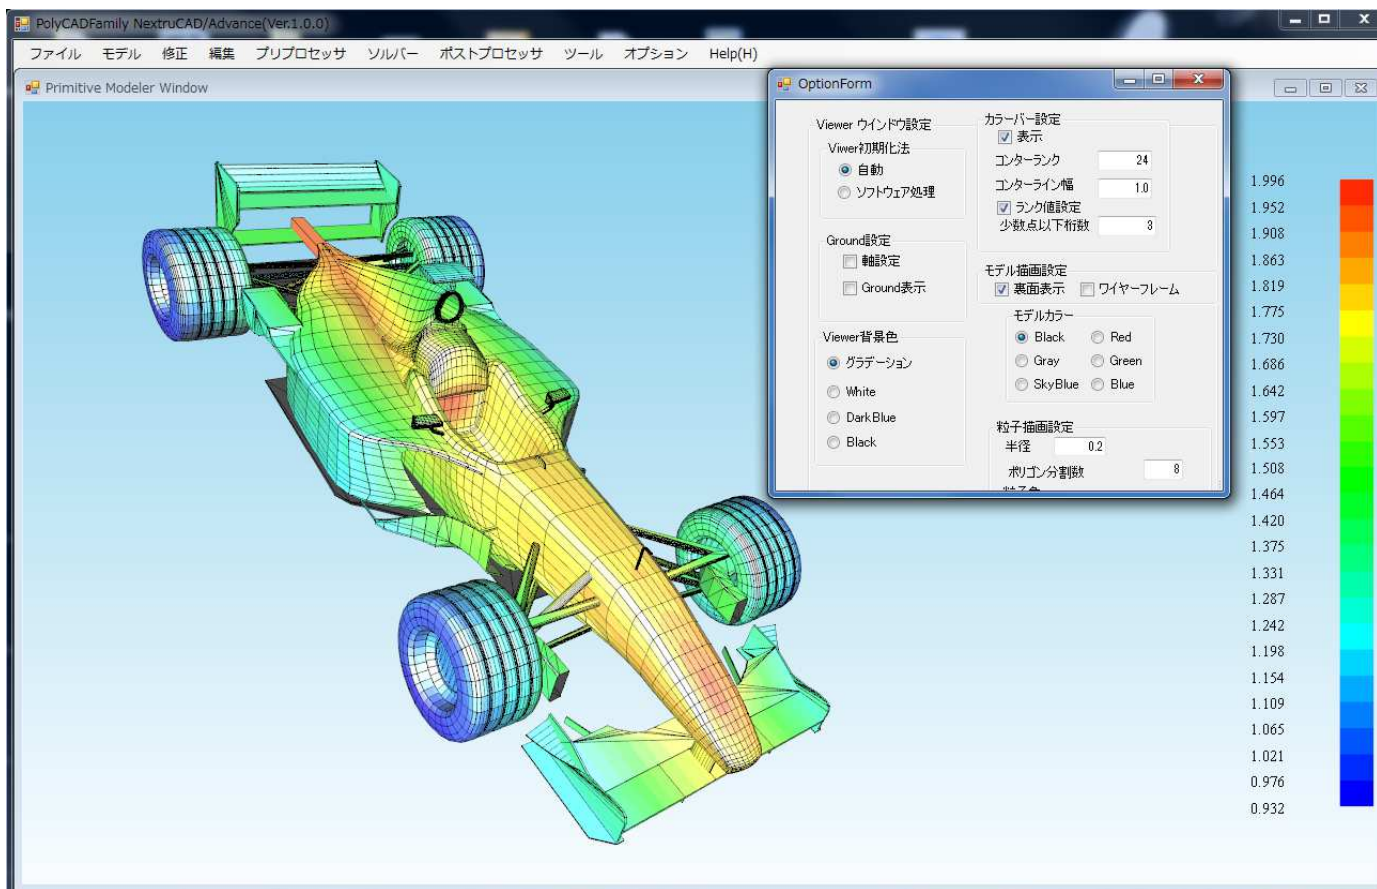 PolyCADFamily NextruCAD/Advance(Ver.1.0.0)
ファイル モデル 修正 編集 プリプロセッサ ソルバー ポストプロセッサ ツール オプション Help(H)
Primitive Modeler Window
OptionForm
Viewer ウインドウ設定
Viwer初期化法
自動
ソフトウェア処理
Ground設定
軸設定
Ground表示
Viewer背景色
グラデーション
White
DarkBlue
Black
カラーバー設定
表示
コンターランク 24
コンターライン幅 1.0
ランク値設定
少数点以下桁数 3
モデル描画設定
裏面表示 ワイヤーフレーム
モデルカラー
Black Red
Gray Green
SkyBlue Blue
粒子描画設定
半径 0.2
ポリゴン分割数 8
1.996
1.952
1.908
1.863
1.819
1.775
1.730
1.686
1.642
1.597
1.553
1.508
1.464
1.420
1.375
1.331
1.287
1.242
1.198
1.154
1.109
1.065
1.021
0.976
0.932